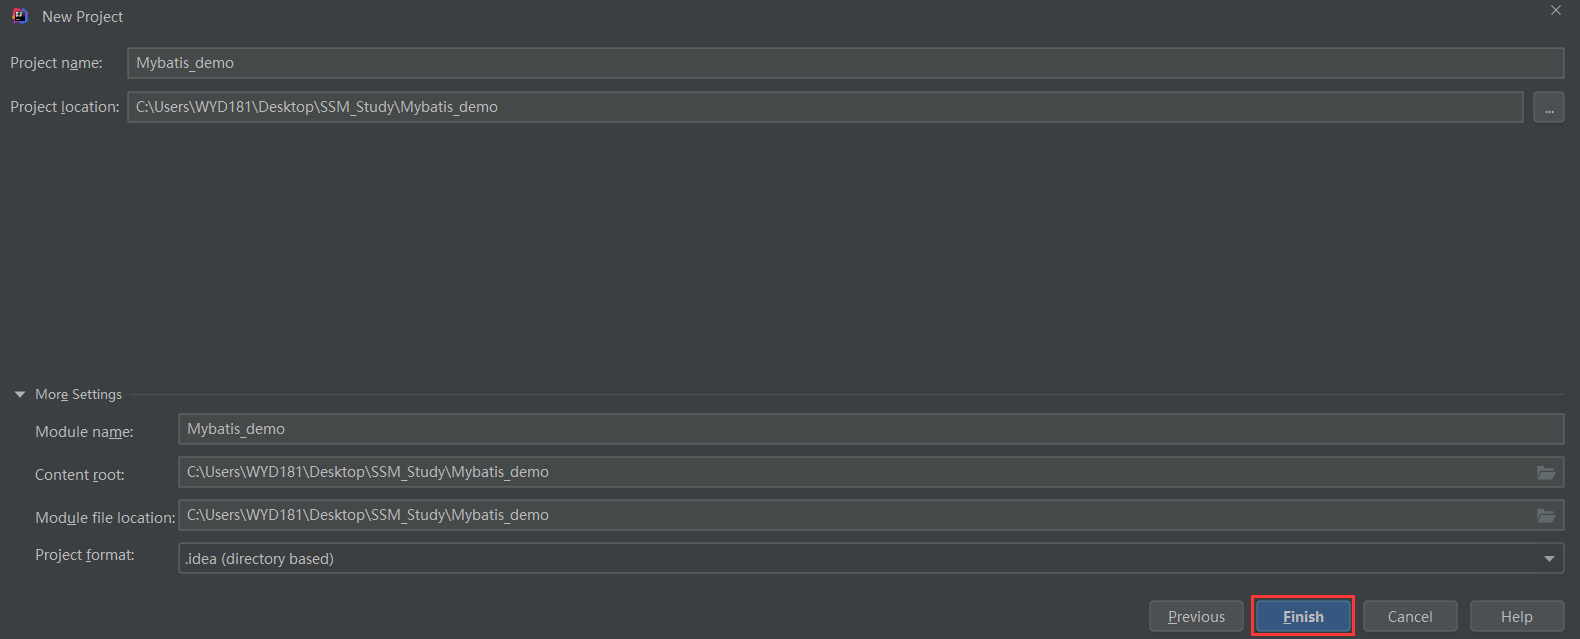 New Project
Project name: Mybatis_demo
Project location: C:\Users\WYD181\Desktop\SSM_Study\Mybatis_demo ...
More Settings
Module name: Mybatis_demo
Content root: C:\Users\WYD181\Desktop\SSM_Study\Mybatis_demo
Module file location: C:\Users\WYD181\Desktop\SSM_Study\Mybatis_demo
Project format: .idea (directory based)
Previous Finish Cancel Help